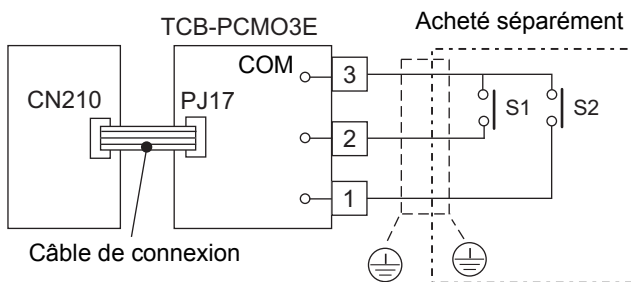 TCB-PCMO3E
Acheté séparément
CN210
PJ17
COM
3
2
1
S1
S2
Câble de connexion